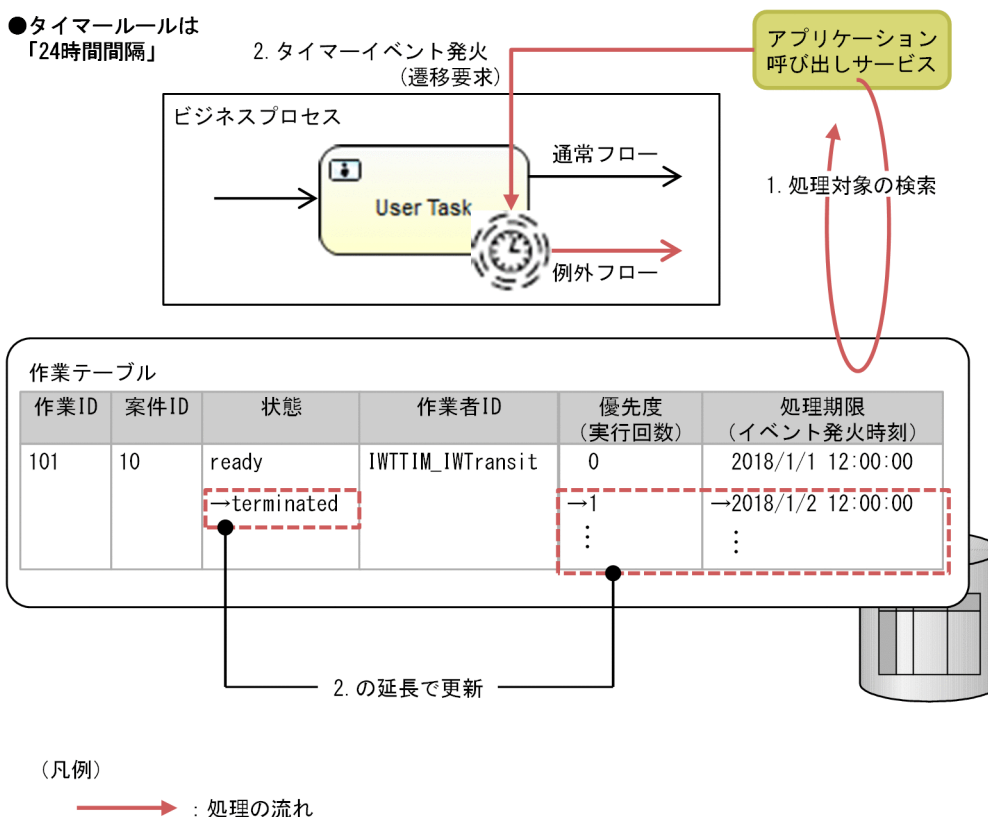 ●タイマールールは
「24時間間隔」
2. タイマーイベント発火
（遷移要求）
アプリケーション
呼び出しサービス
ビジネスプロセス
通常フロー
User Task
1. 処理対象の検索
例外フロー
作業テーブル
作業ID 案件ID 状態 作業者ID 優先度 処理期限
（実行回数） （イベント発火時刻）
101 10 ready IWTTIM_IWTransit 0 2018/1/1 12:00:00
→terminated →1 →2018/1/2 12:00:00
： ：
2. の延長で更新
（凡例）
：処理の流れ